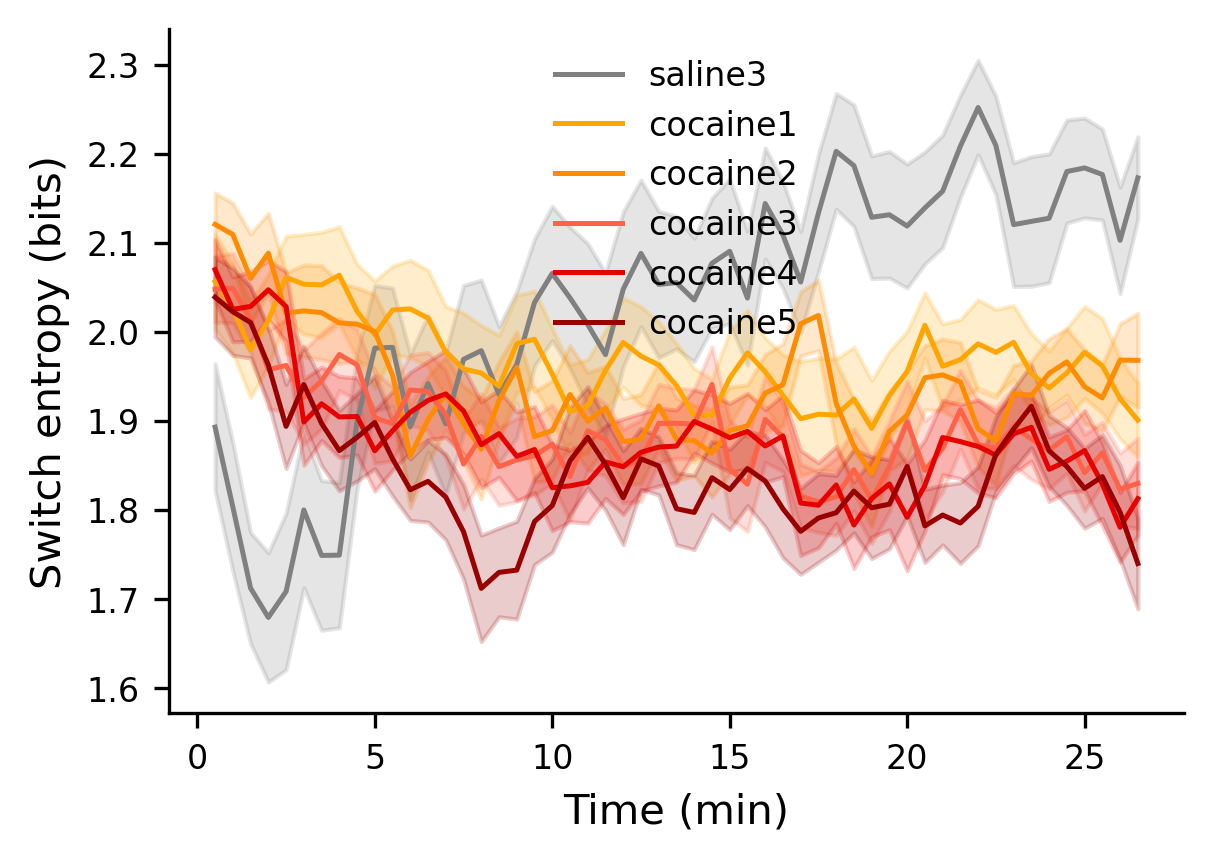 Switch entropy (bits)
2.3
2.2
2.1
2.0
1.9
1.8
1.7
1.6
saline3
cocaine1
cocaine2
cocaine3
cocaine4
cocaine5
0 5 10 15 20 25
Time (min)